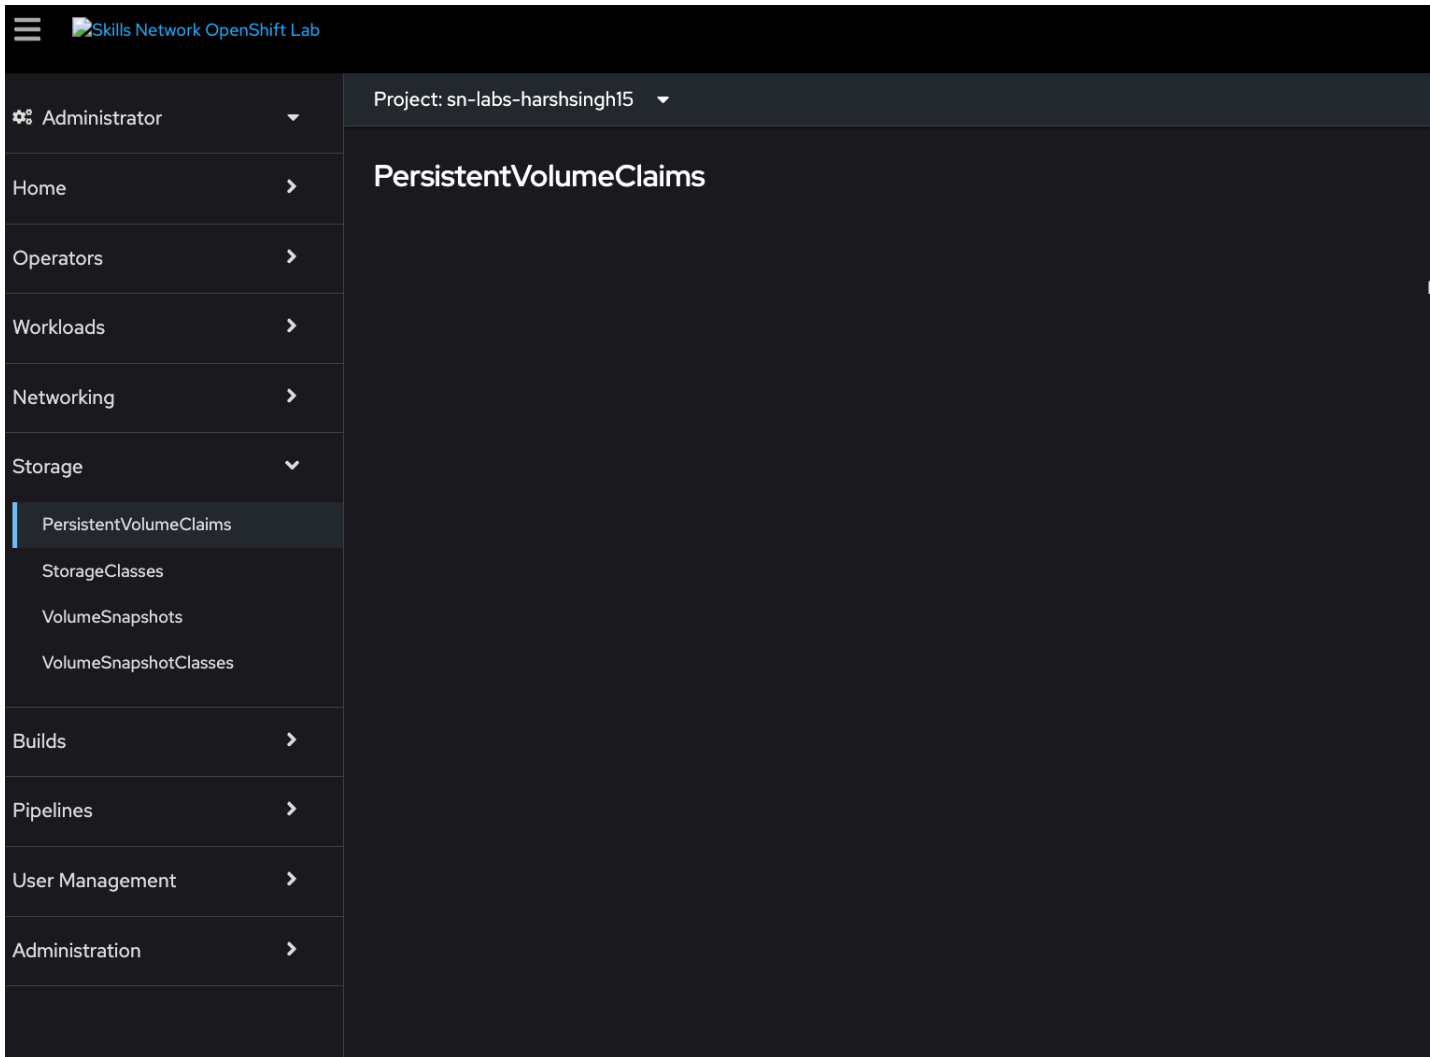 Skills Network OpenShift Lab
Administrator
Project: sn-labs-harshsingh15
PersistentVolumeClaims
Home
Operators
Workloads
Networking
Storage
PersistentVolumeClaims
StorageClasses
VolumeSnapshots
VolumeSnapshotClasses
Builds
Pipelines
User Management
Administration